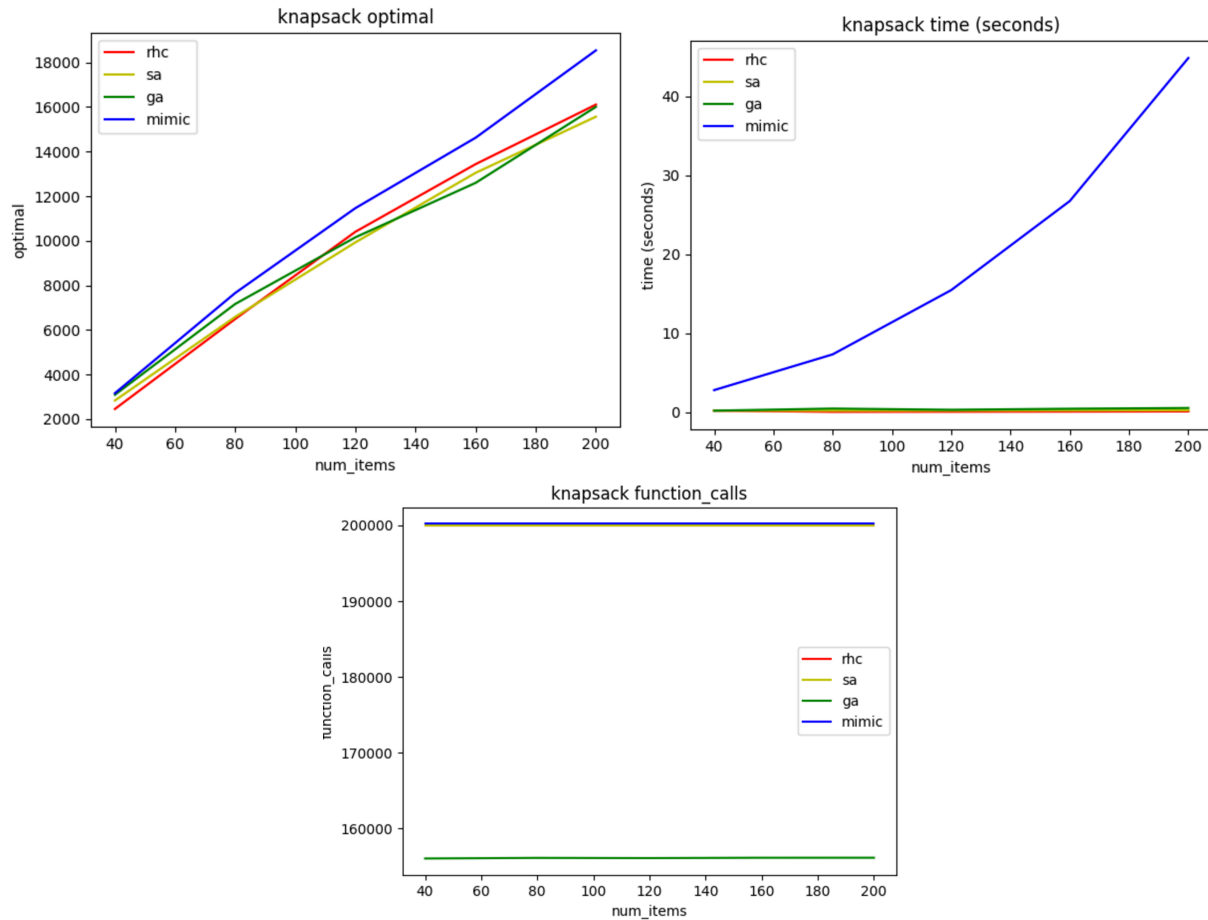 knapsack optimal
rhc
sa
ga
mimic
18000
16000
14000
12000
10000
8000
6000
4000
2000
optimal
40 60 80 100 120 140 160 180 200
num_items
knapsack time (seconds)
rhc
sa
ga
mimic
40
30
20
10
0
time (seconds)
40 60 80 100 120 140 160 180 200
num_items
knapsack function_calls
200000
190000
180000
170000
160000
function_calls
rhc
sa
ga
mimic
40 60 80 100 120 140 160 180 200
num_items